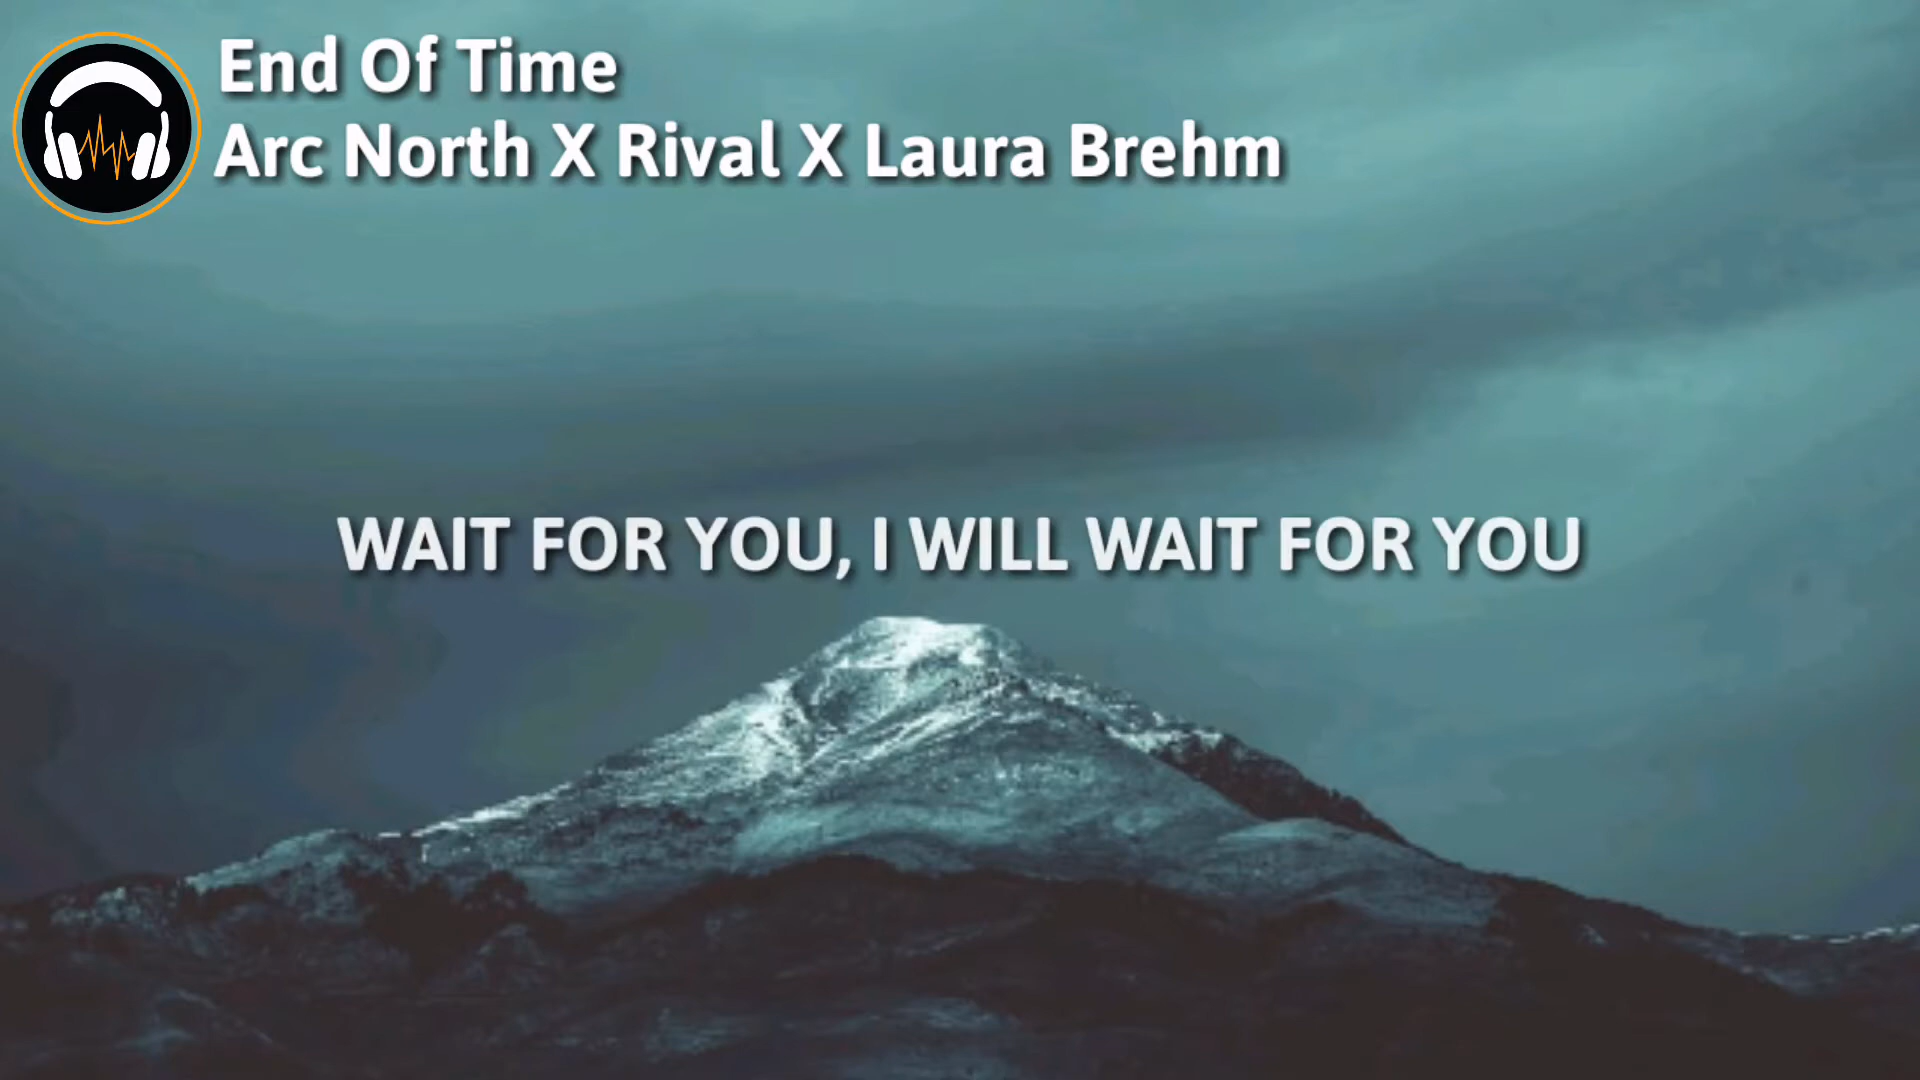 End Of Time
Arc North X Rival X Laura Brehm
WAIT FOR YOU, I WILL WAIT FOR YOU